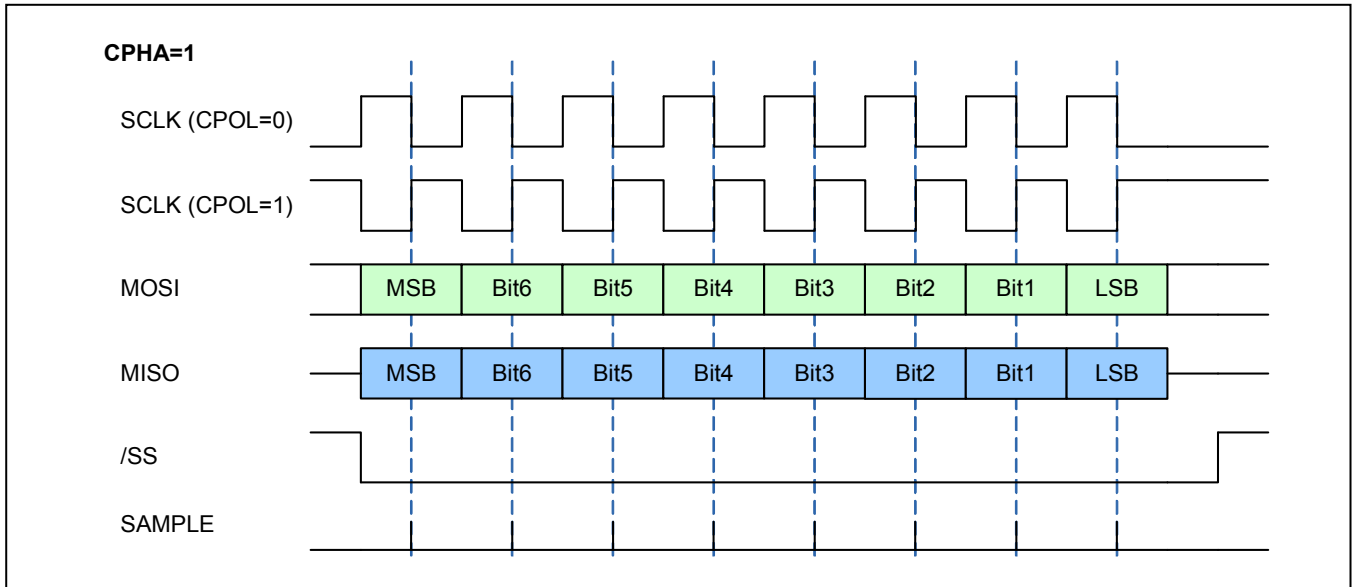 CPHA=1
SCLK (CPOL=0)
SCLK (CPOL=1)
MOSI MSB Bit6 Bit5 Bit4 Bit3 Bit2 Bit1 LSB
MISO MSB Bit6 Bit5 Bit4 Bit3 Bit2 Bit1 LSB
/SS
SAMPLE